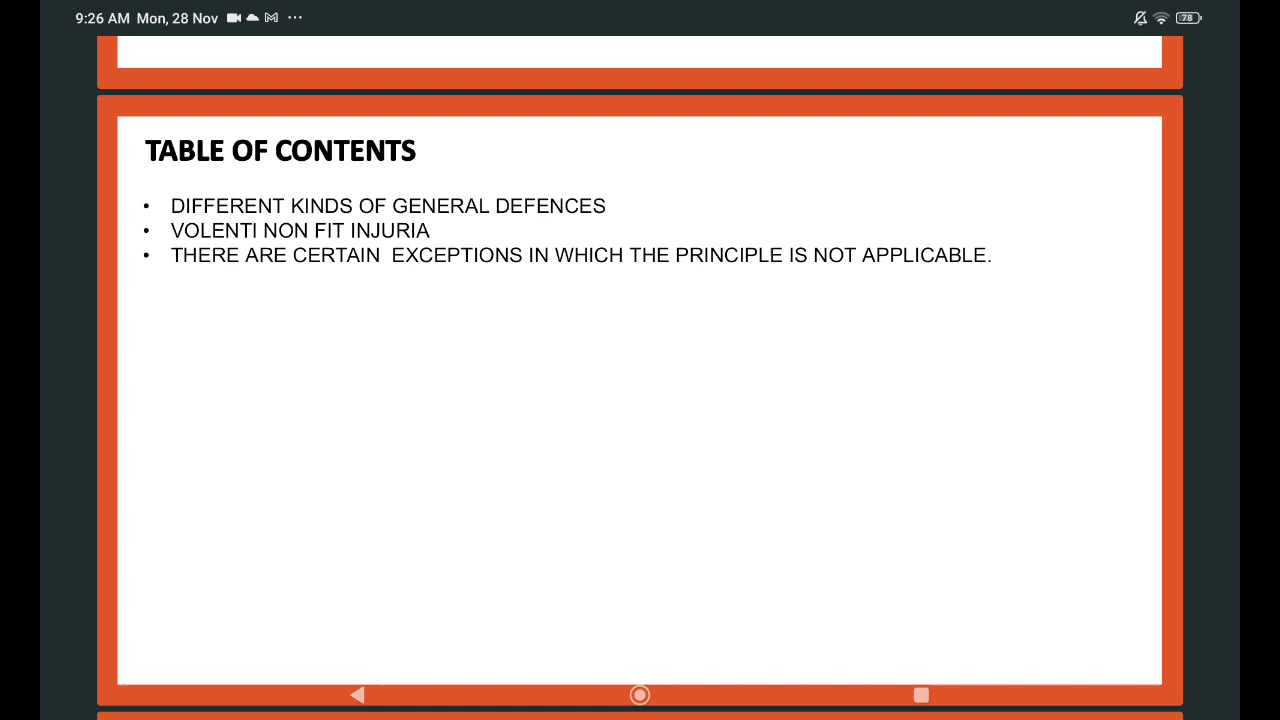 9:26 AM Mon, 28 Nov
78
TABLE OF CONTENTS
• DIFFERENT KINDS OF GENERAL DEFENCES
• VOLENTI NON FIT INJURIA
• THERE ARE CERTAIN  EXCEPTIONS IN WHICH THE PRINCIPLE IS NOT APPLICABLE.